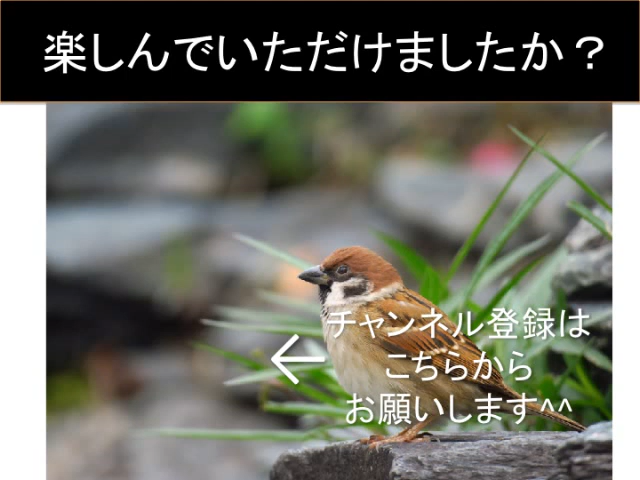 楽しんでいただけましたか？
チャンネル登録は
←
こちらから
お願いします^^